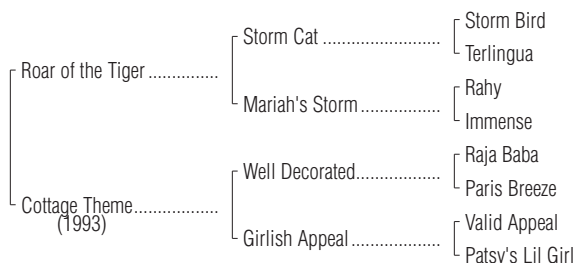 Storm Bird
Storm Cat ........................
Terlingua
Roar of the Tiger ..............
Rahy
Mariah's Storm .................
Immense
Raja Baba
Well Decorated..................
Paris Breeze
Cottage Theme.................
(1993)
Valid Appeal
Girlish Appeal ...................
Patsy's Lil Girl